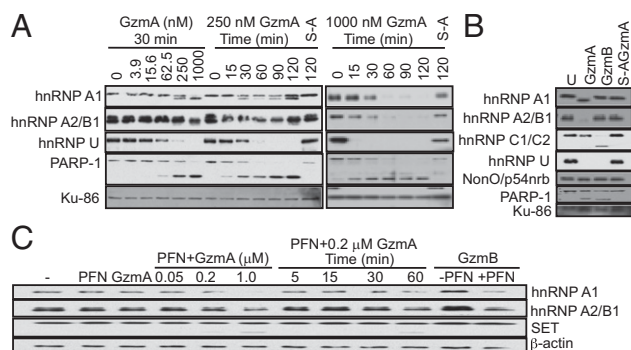 A
GzmA (nM)
30 min
250 nM GzmA
Time (min)
S-A
1000 nM GzmA
Time (min)
S-A
0 3.9 15.6 62.5 250 1000 0 15 30 60 90 120 120 0 15 30 60 90 120 120
hnRNP A1
hnRNP A2/B1
hnRNP U
PARP-1
Ku-86
B
C GzmA GzmB S-AGzmA
hnRNP A1
hnRNP A2/B1
hnRNP C1/C2
hnRNP U
NonO/p54nrb
PARP-1
Ku-86
C
PFN+GzmA (μM)
PFN+0.2 μM GzmA
Time (min)
GzmB
- PFN GzmA 0.05 0.2 1.0 5 15 30 60 -PFN +PFN
hnRNP A1
hnRNP A2/B1
SET
β-actin